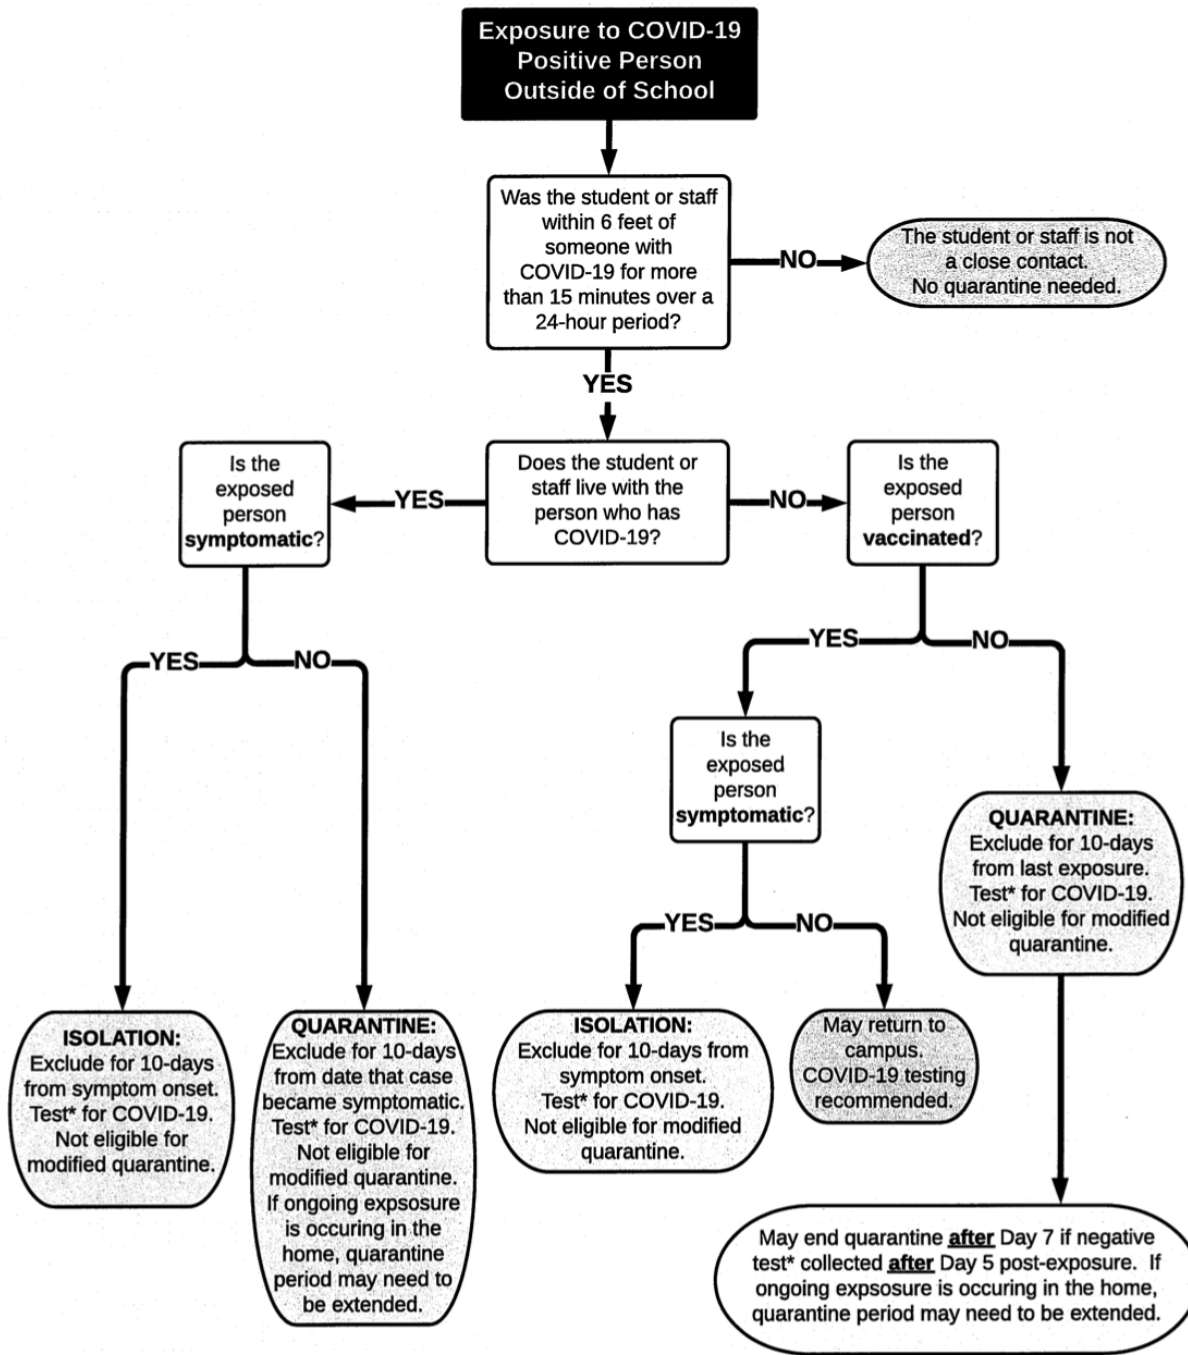 Exposure to COVID-19
Positive Person
Outside of School
Was the student or staff
within 6 feet of
someone with
COVID-19 for more
than 15 minutes over a
24-hour period?
NO
The student or staff is not
a close contact.
No quarantine needed.
YES
Is the
exposed
person
symptomatic?
YES
Does the student or
staff live with the
person who has
COVID-19?
NO
Is the
exposed
person
vaccinated?
YES
NO
YES
NO
Is the
exposed
person
symptomatic?
QUARANTINE:
Exclude for 10-days
from last exposure.
Test* for COVID-19.
Not eligible for modified
quarantine.
YES
NO
ISOLATION:
Exclude for 10-days
from symptom onset.
Test* for COVID-19.
Not eligible for
modified quarantine.
QUARANTINE:
Exclude for 10-days
from date that case
became symptomatic.
Test* for COVID-19.
Not eligible for
modified quarantine.
If ongoing expsosure
is occuring in the
home, quarantine
period may need to
be extended.
ISOLATION:
Exclude for 10-days from
symptom onset.
Test* for COVID-19.
Not eligible for modified
quarantine.
May return to
campus.
COVID-19 testing
recommended.
May end quarantine after Day 7 if negative
test* collected after Day 5 post-exposure. If
ongoing expsosure is occuring in the home,
quarantine period may need to be extended.